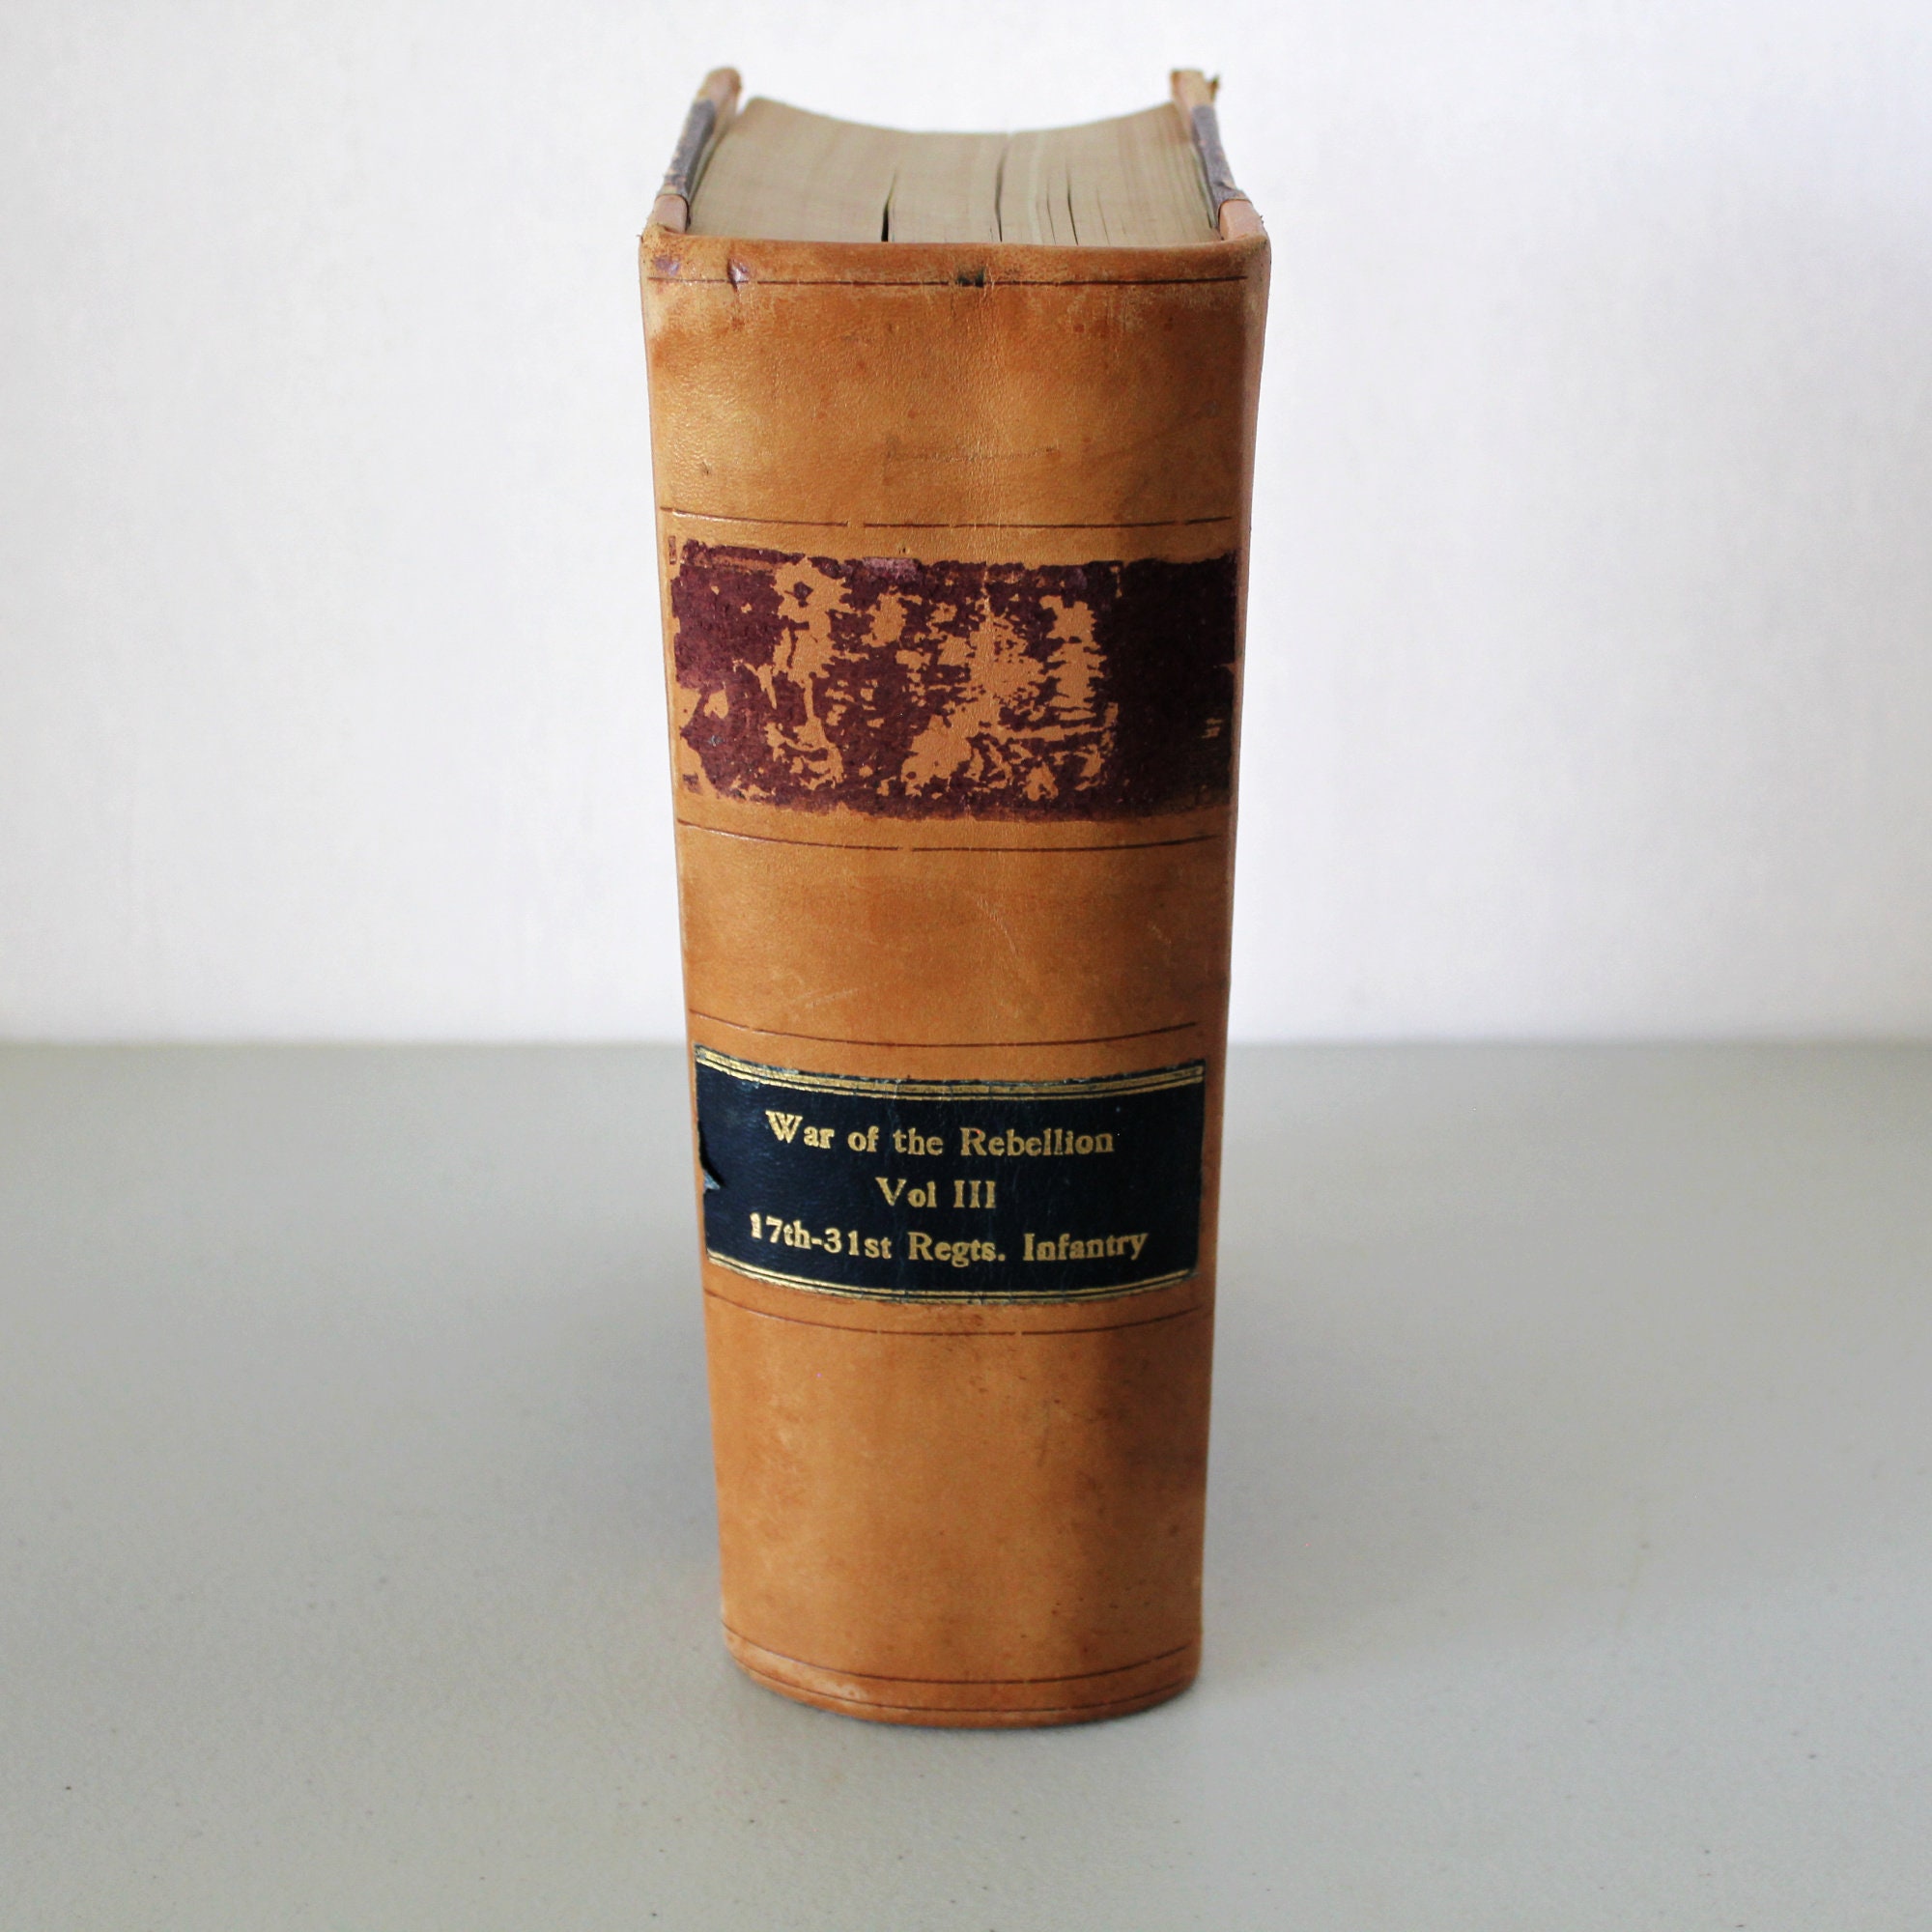 War of the Rebellion
Vol III
17th-31st Regts. Infantry